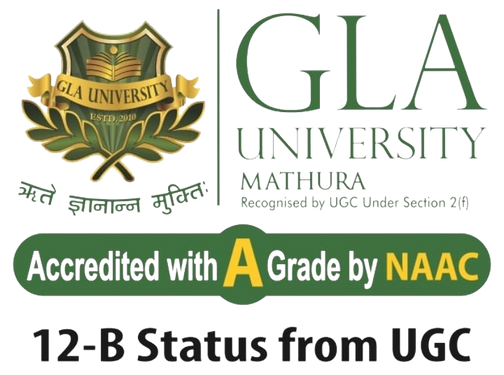 GLA UNIVERSITY
ESTD. 2010
ऋते ज्ञानान्न मुक्तिः
GLA
UNIVERSITY
MATHURA
Recognised by UGC Under Section 2(f)
Accredited with A Grade by NAAC
12-B Status from UGC